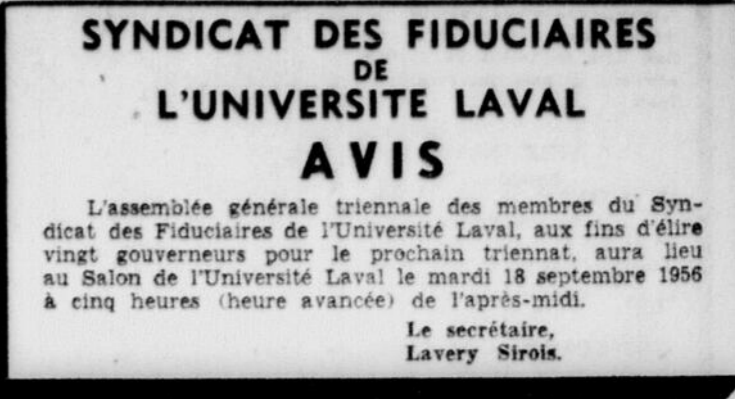 SYNDICAT DES FIDUCIAIRES
DE
L'UNIVERSITE LAVAL
AVIS
L'assemblée générale triennale des membres du Syn-
dicat des Fiduciaires de l'Université Laval, aux fins d'élire
vingt gouverneurs pour le prochain triennat, aura lieu
au Salon de l'Université Laval le mardi 18 septembre 1956
à cinq heures (heure avancée) de l'après-midi.
Le secrétaire,
Lavery Sirois.